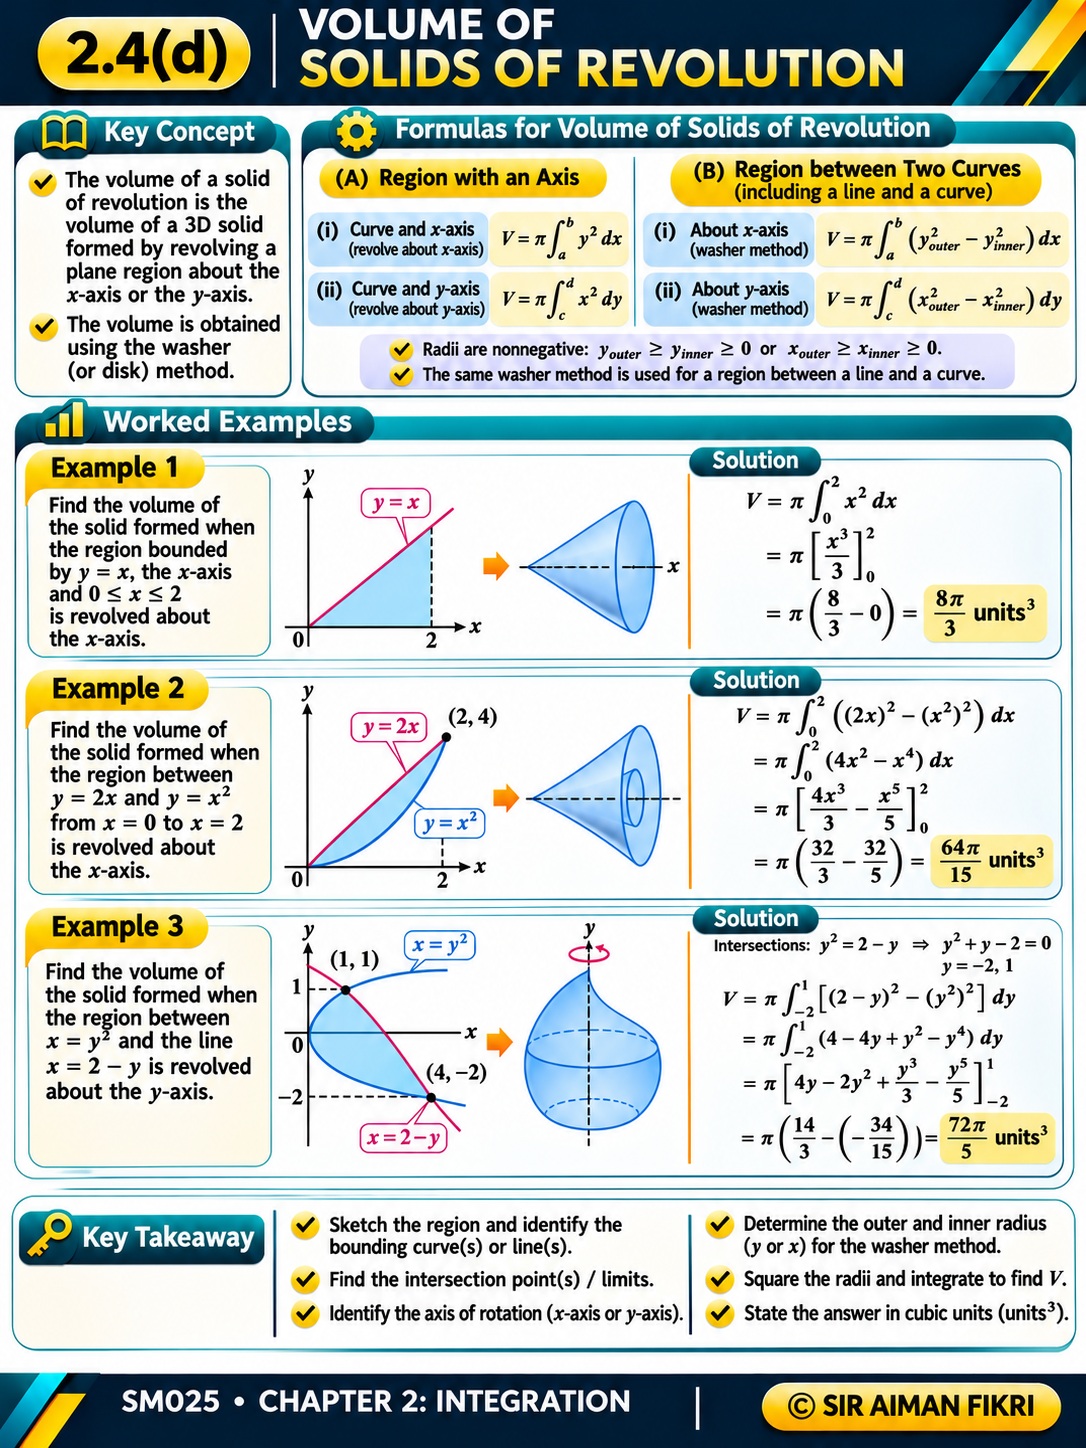 2.4(d)
VOLUME OF
SOLIDS OF REVOLUTION
Key Concept
The volume of a solid
of revolution is the
volume of a 3D solid
formed by revolving a
plane region about the
x-axis or the y-axis.
The volume is obtained
using the washer
(or disk) method.
Formulas for Volume of Solids of Revolution
(A) Region with an Axis
(i) Curve and x-axis
(revolve about x-axis)
V = π ∫_a^b y² dx
(ii) Curve and y-axis
(revolve about y-axis)
V = π ∫_c^d x² dy
(B) Region between Two Curves
(including a line and a curve)
(i) About x-axis
(washer method)
V = π ∫_a^b (y²_outer − y²_inner) dx
(ii) About y-axis
(washer method)
V = π ∫_c^d (x²_outer − x²_inner) dy
Radii are nonnegative: y_outer ≥ y_inner ≥ 0 or x_outer ≥ x_inner ≥ 0.
The same washer method is used for a region between a line and a curve.
Worked Examples
Example 1
Find the volume of
the solid formed when
the region bounded
by y = x, the x-axis
and 0 ≤ x ≤ 2
is revolved about
the x-axis.
y
y = x
0
2
x
x
Solution
V = π ∫_0^2 x² dx
= π [x³/3]_0^2
= π (8/3 − 0) = 8π/3 units³
Example 2
Find the volume of
the solid formed when
the region between
y = 2x and y = x²
from x = 0 to x = 2
is revolved about
the x-axis.
y
(2, 4)
y = 2x
y = x²
0
2
x
Solution
V = π ∫_0^2 ((2x)² − (x²)²) dx
= π ∫_0^2 (4x² − x⁴) dx
= π [4x³/3 − x⁵/5]_0^2
= π (32/3 − 32/5) = 64π/15 units³
Example 3
Find the volume of
the solid formed when
the region between
x = y² and the line
x = 2 − y is revolved
about the y-axis.
y
x = y²
(1, 1)
1
x
0
(4, −2)
−2
x = 2 − y
y
Solution
Intersections: y² = 2 − y ⇒ y² + y − 2 = 0
y = −2, 1
V = π ∫_−2^1 [(2 − y)² − (y²)²] dy
= π ∫_−2^1 (4 − 4y + y² − y⁴) dy
= π [4y − 2y² + y³/3 − y⁵/5]_−2^1
= π (14/3 − (−34/15)) = 72π/5 units³
Key Takeaway
Sketch the region and identify the
bounding curve(s) or line(s).
Find the intersection point(s) / limits.
Identify the axis of rotation (x-axis or y-axis).
Determine the outer and inner radius
(y or x) for the washer method.
Square the radii and integrate to find V.
State the answer in cubic units (units³).
SM025 • CHAPTER 2: INTEGRATION
© SIR AIMAN FIKRI